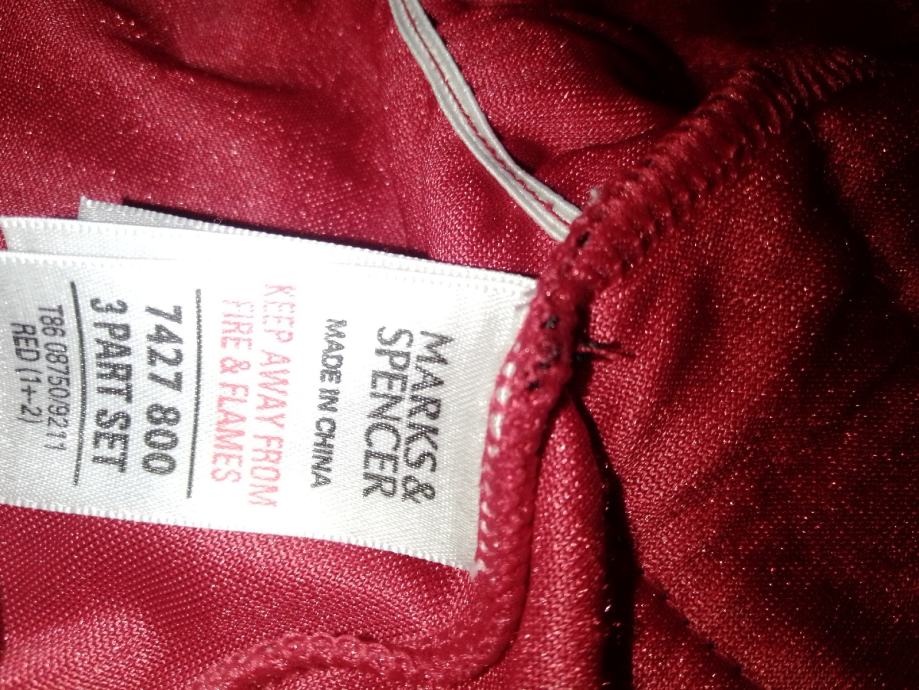 MARKS &
SPENCER
MADE IN CHINA
KEEP AWAY FROM
FIRE & FLAMES
7427 800
3 PART SET
T86 08750/9211
RED (1+2)